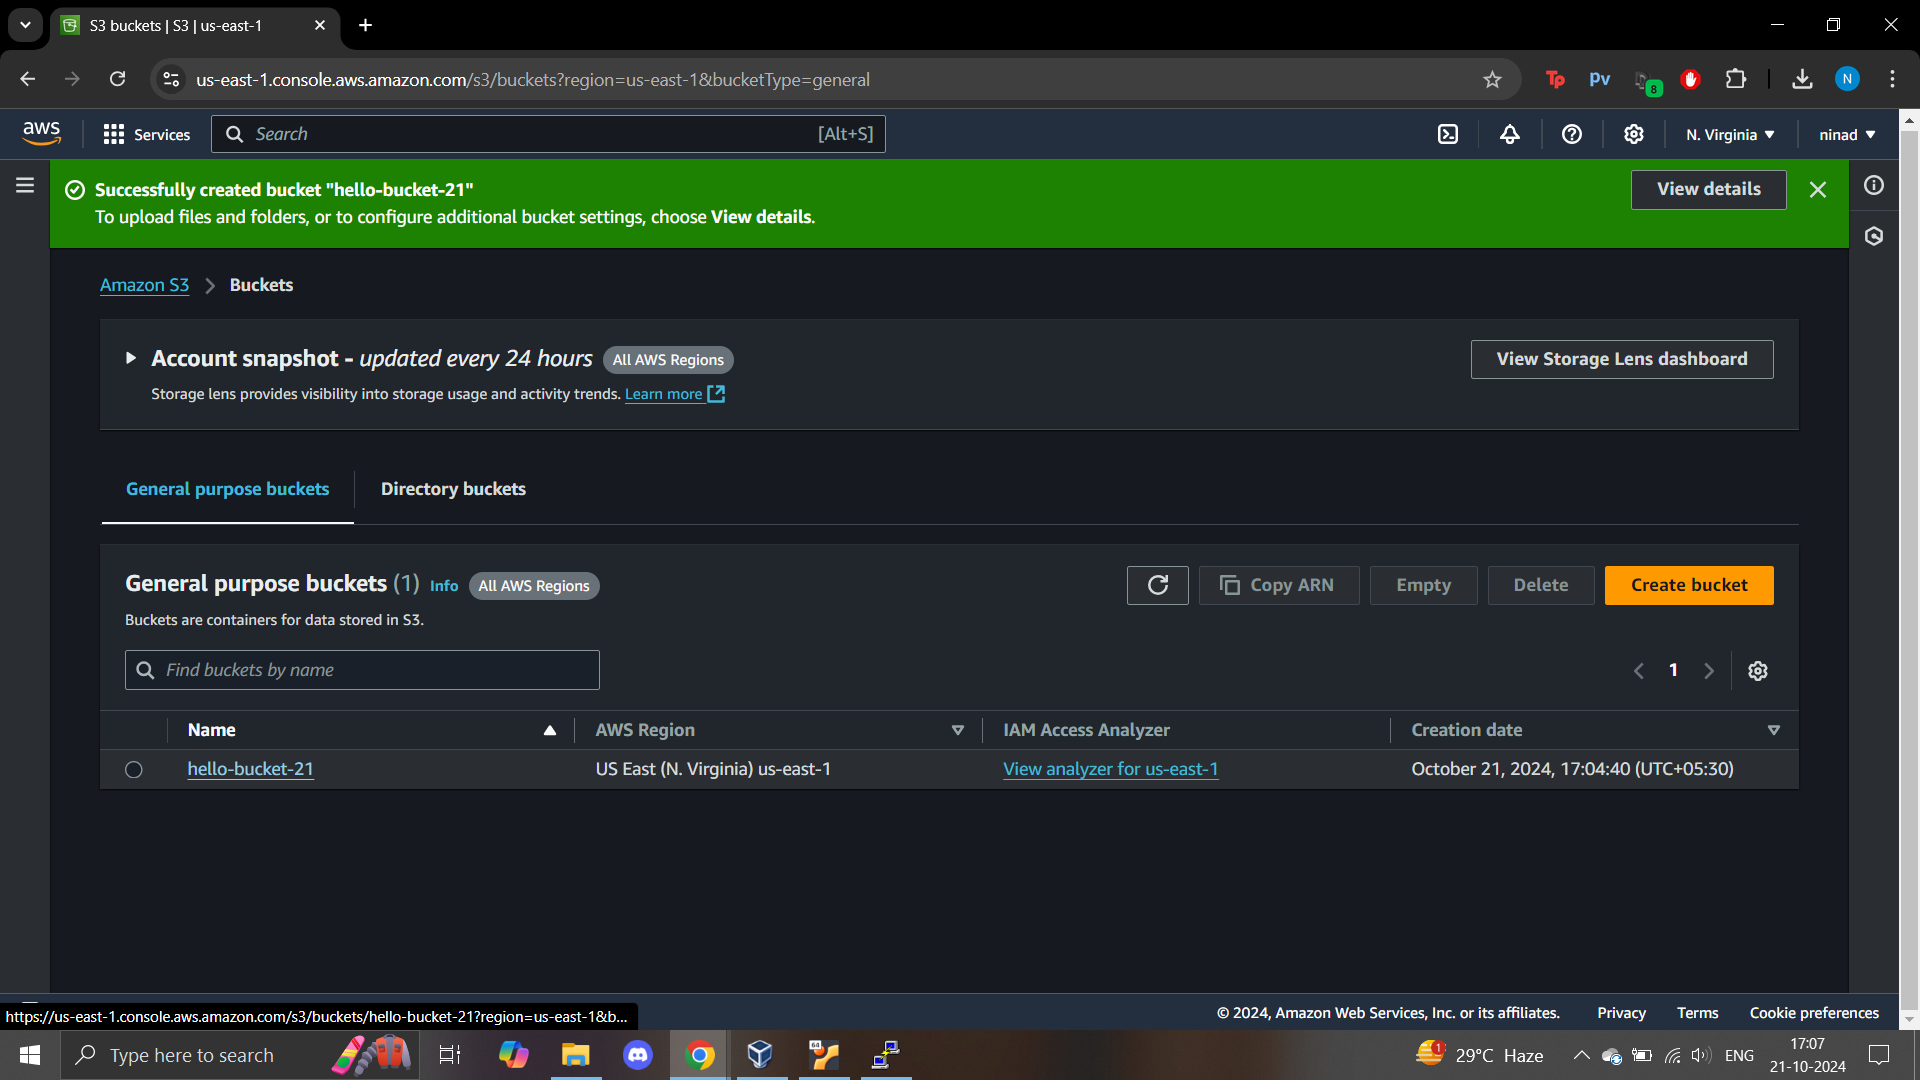 S3 buckets | S3 | us-east-1
us-east-1.console.aws.amazon.com/s3/buckets?region=us-east-1&bucketType=general
Tp
PV
8
N
aws
Services
Search
[Alt+S]
N. Virginia
ninad
Successfully created bucket "hello-bucket-21"
To upload files and folders, or to configure additional bucket settings, choose View details.
View details
Amazon S3
Buckets
Account snapshot - updated every 24 hours
All AWS Regions
Storage lens provides visibility into storage usage and activity trends. Learn more
View Storage Lens dashboard
General purpose buckets
Directory buckets
General purpose buckets (1)
Info
All AWS Regions
Copy ARN
Empty
Delete
Create bucket
Buckets are containers for data stored in S3.
Find buckets by name
1
Name
AWS Region
IAM Access Analyzer
Creation date
hello-bucket-21
US East (N. Virginia) us-east-1
View analyzer for us-east-1
October 21, 2024, 17:04:40 (UTC+05:30)
https://us-east-1.console.aws.amazon.com/s3/buckets/hello-bucket-21?region=us-east-1&b...
© 2024, Amazon Web Services, Inc. or its affiliates.
Privacy
Terms
Cookie preferences
Type here to search
64
1
29°C Haze
ENG
17:07
21-10-2024